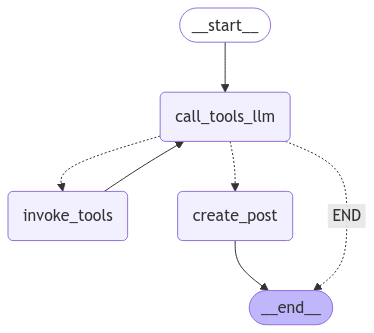 __start__
call_tools_llm
invoke_tools
create_post
END
__end__